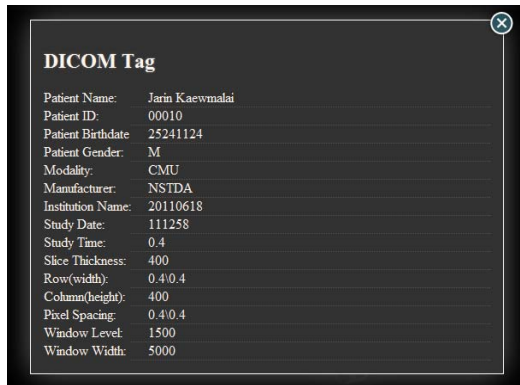 DICOM Tag
Patient Name: Jarin Kaewmalai
Patient ID: 00010
Patient Birthdate 25241124
Patient Gender: M
Modality: CMU
Manufacturer: NSTDA
Institution Name: 20110618
Study Date: 111258
Study Time: 0.4
Slice Thickness: 400
Row(width): 0.4\0.4
Column(height): 400
Pixel Spacing: 0.4\0.4
Window Level: 1500
Window Width: 5000